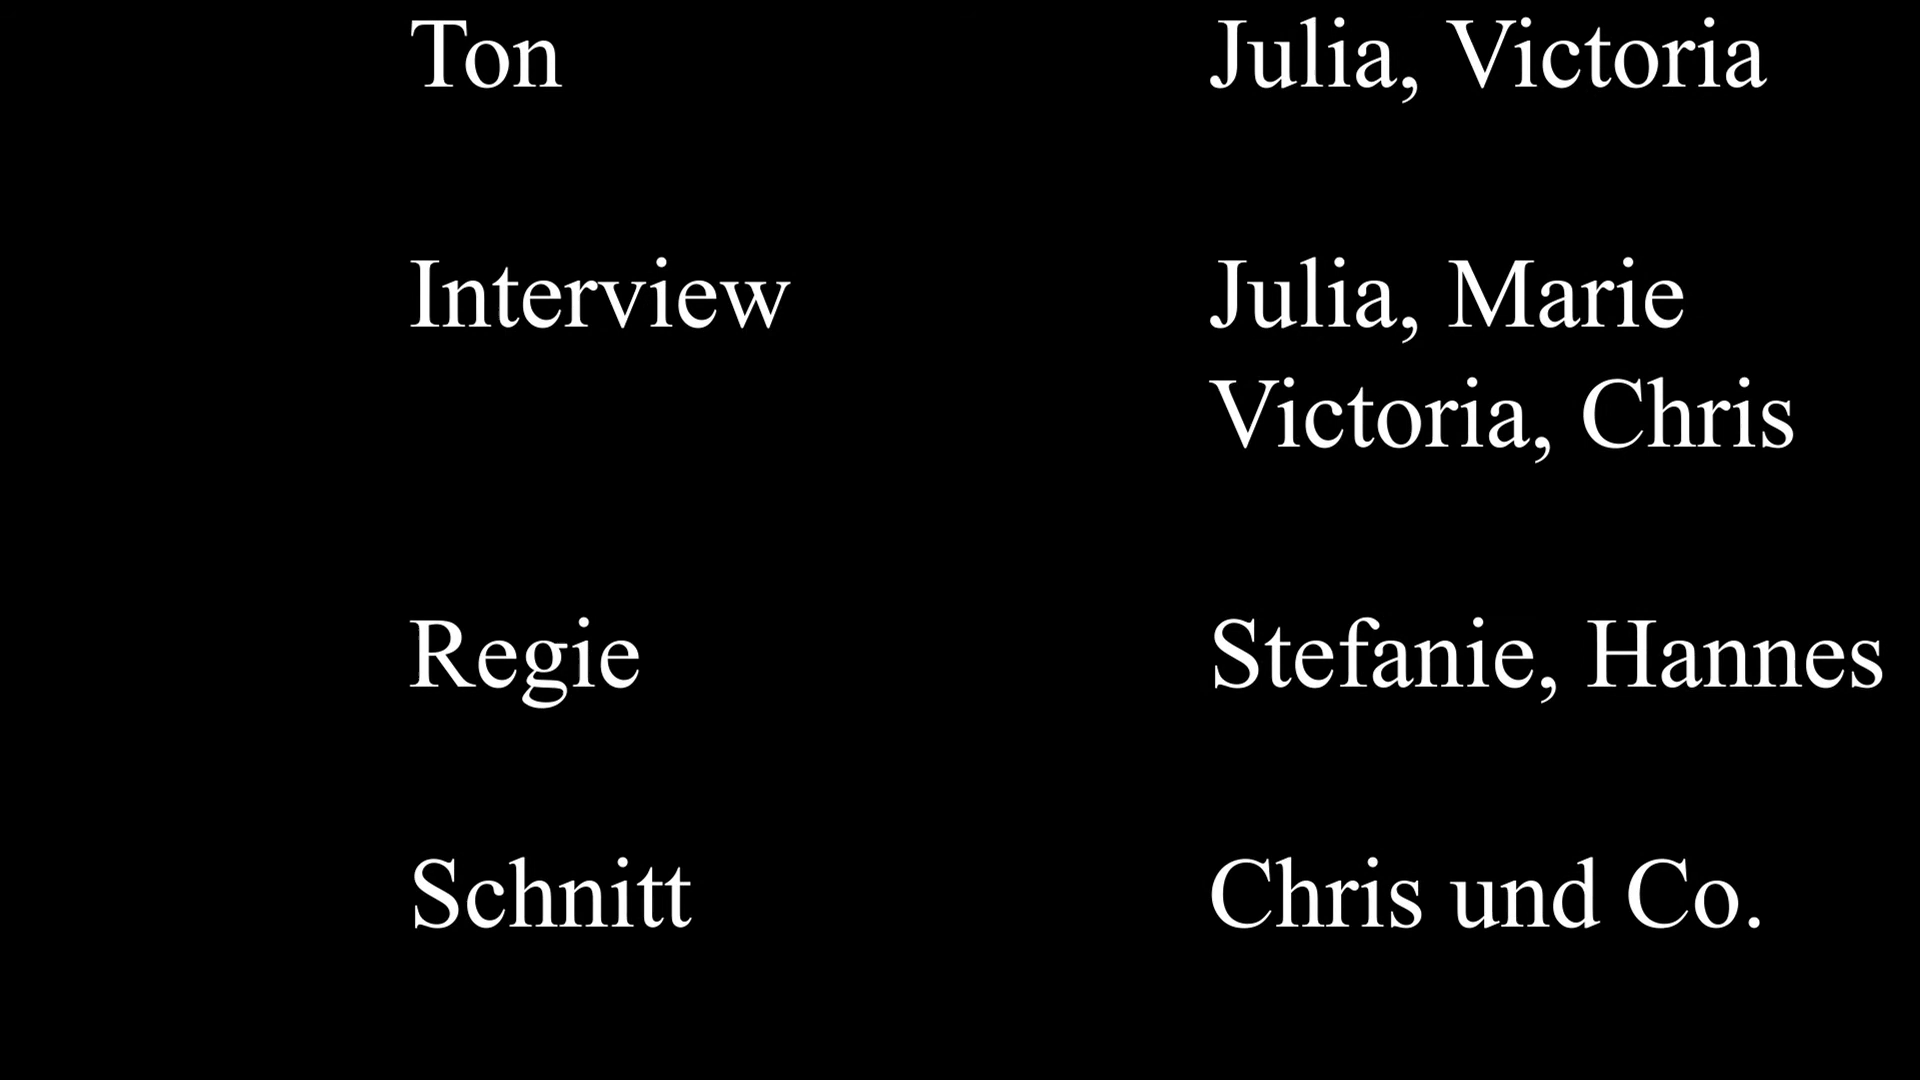 Ton Julia, Victoria
Interview Julia, Marie
Victoria, Chris
Regie Stefanie, Hannes
Schnitt Chris und Co.